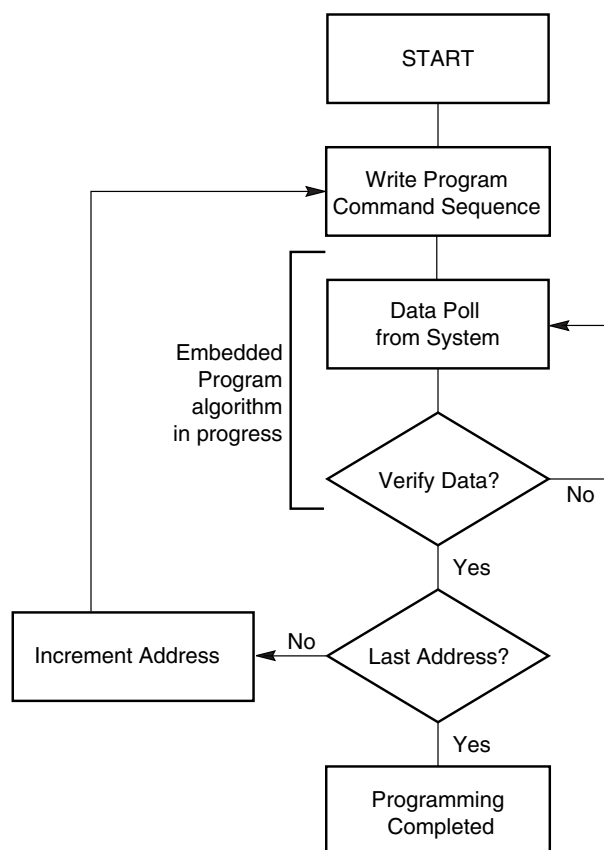 START
Write Program
Command Sequence
Data Poll
from System
Embedded
Program
algorithm
in progress
Verify Data?
No
Yes
Increment Address
No
Last Address?
Yes
Programming
Completed